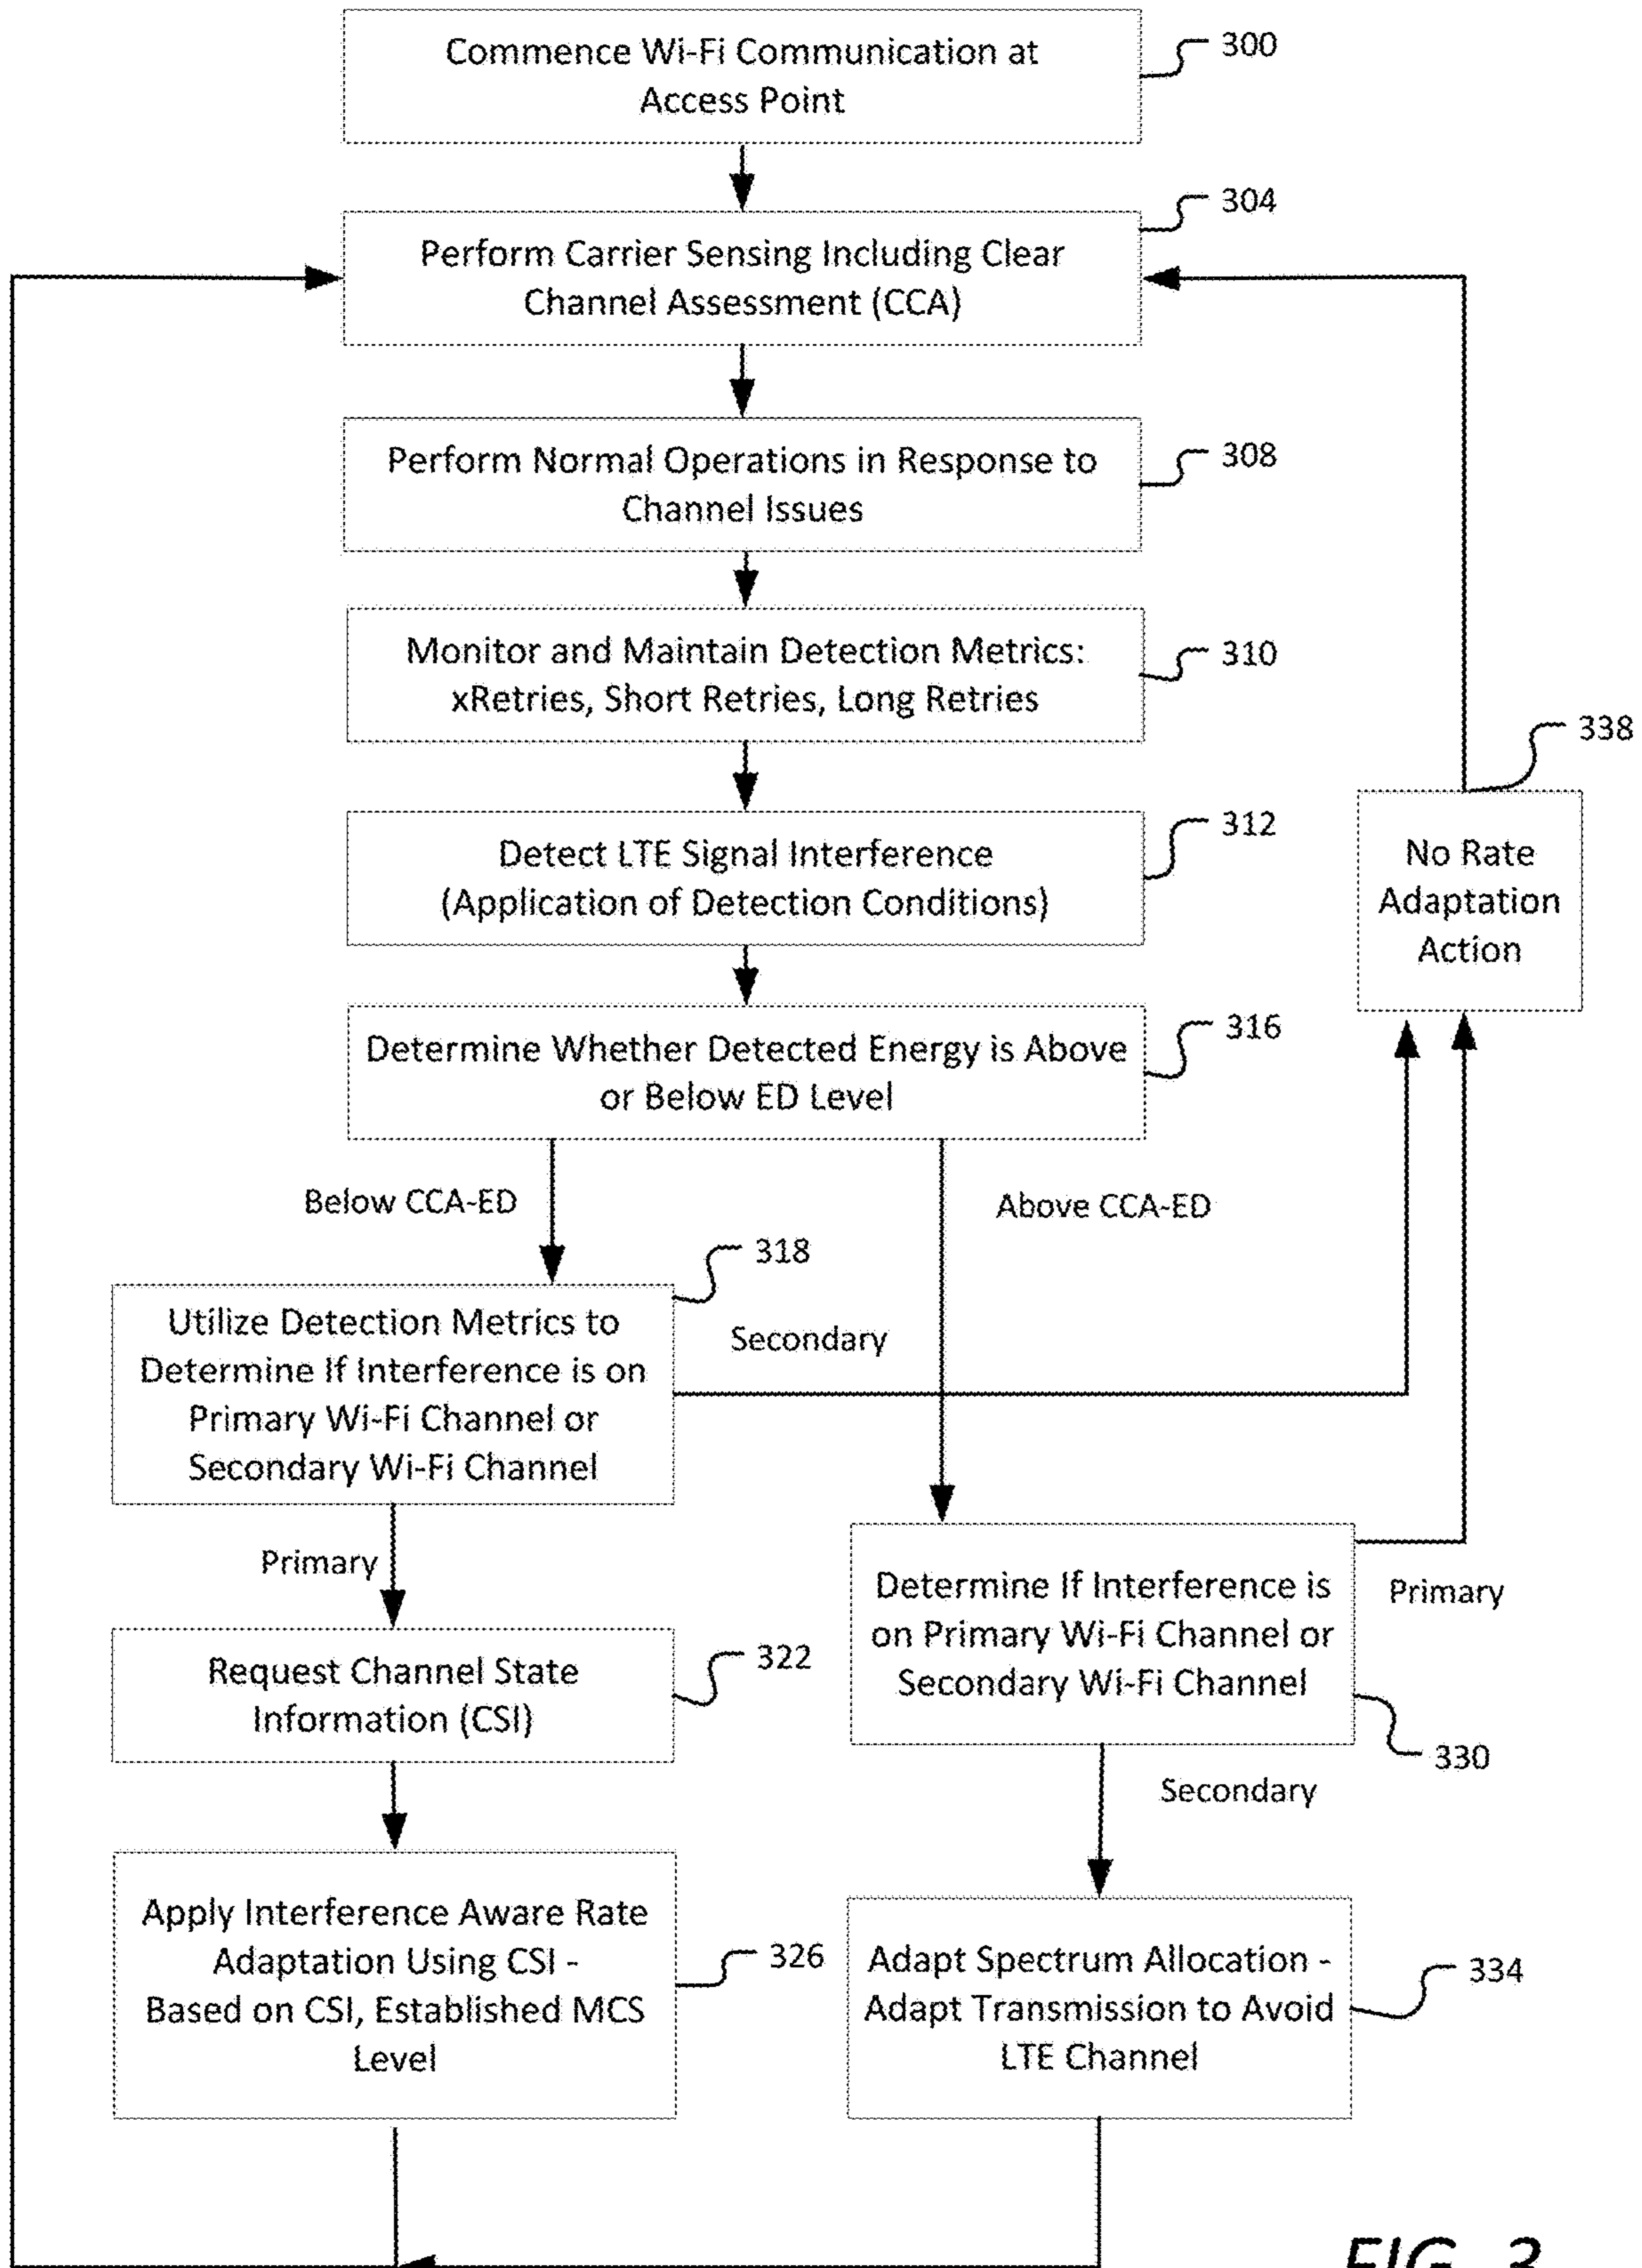 Commence Wi-Fi Communication at
Access Point
300
304
Perform Carrier Sensing Including Clear
Channel Assessment (CCA)
Perform Normal Operations in Response to
Channel Issues
308
Monitor and Maintain Detection Metrics:
xRetries, Short Retries, Long Retries
310
338
312
Detect LTE Signal Interference
(Application of Detection Conditions)
No Rate
Adaptation
Action
316
Determine Whether Detected Energy is Above
or Below ED Level
Below CCA-ED
Above CCA-ED
318
Utilize Detection Metrics to
Determine If Interference is on
Primary Wi-Fi Channel or
Secondary Wi-Fi Channel
Secondary
Primary
Determine If Interference is
on Primary Wi-Fi Channel or
Secondary Wi-Fi Channel
Primary
330
Request Channel State
Information (CSI)
322
Secondary
Apply Interference Aware Rate
Adaptation Using CSI -
Based on CSI, Established MCS
Level
326
Adapt Spectrum Allocation -
Adapt Transmission to Avoid
LTE Channel
334
FIG. 3